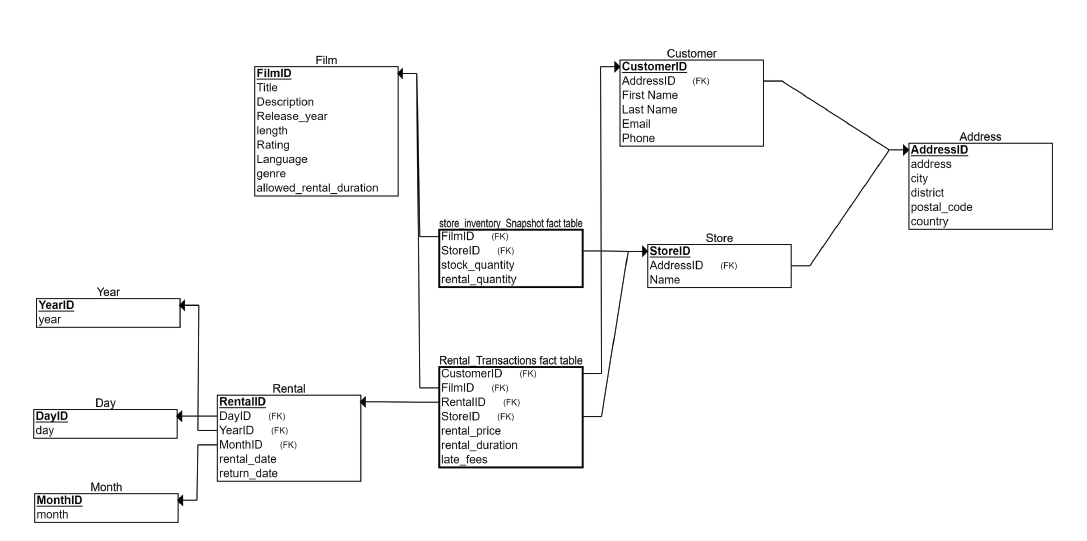 Film
FilmID
Title
Description
Release_year
length
Rating
Language
genre
allowed_rental_duration
Customer
CustomerID
AddressID (FK)
First Name
Last Name
Email
Phone
Address
AddressID
address
city
district
postal_code
country
store_inventory_Snapshot fact table
FilmID (FK)
StoreID (FK)
stock_quantity
rental_quantity
Store
StoreID
AddressID (FK)
Name
Year
YearID
year
Day
DayID
day
Month
MonthID
month
Rental
RentalID
DayID (FK)
YearID (FK)
MonthID (FK)
rental_date
return_date
Rental_Transactions fact table
CustomerID (FK)
FilmID (FK)
RentalID (FK)
StoreID (FK)
rental_price
rental_duration
late_fees